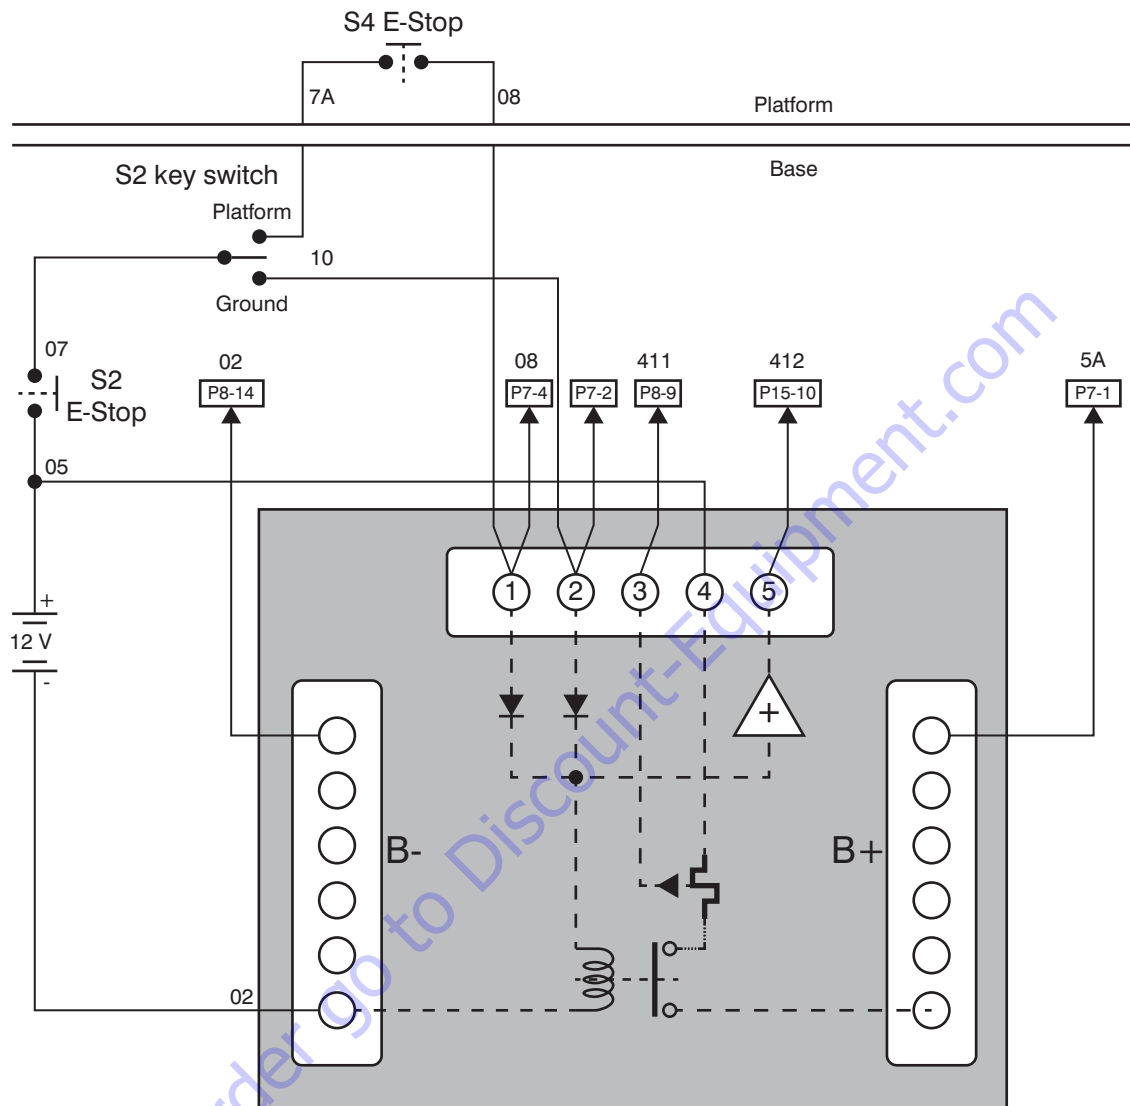 S4 E-Stop
7A
08
Platform
Base
S2 key switch
Platform
10
Ground
07
S2
E-Stop
02
P8-14
08
P7-4
P7-2
411
P8-9
412
P15-10
5A
P7-1
05
1
2
3
4
5
+
12 V
-
+
B-
B+
02
order go to Discount-Equipment.com